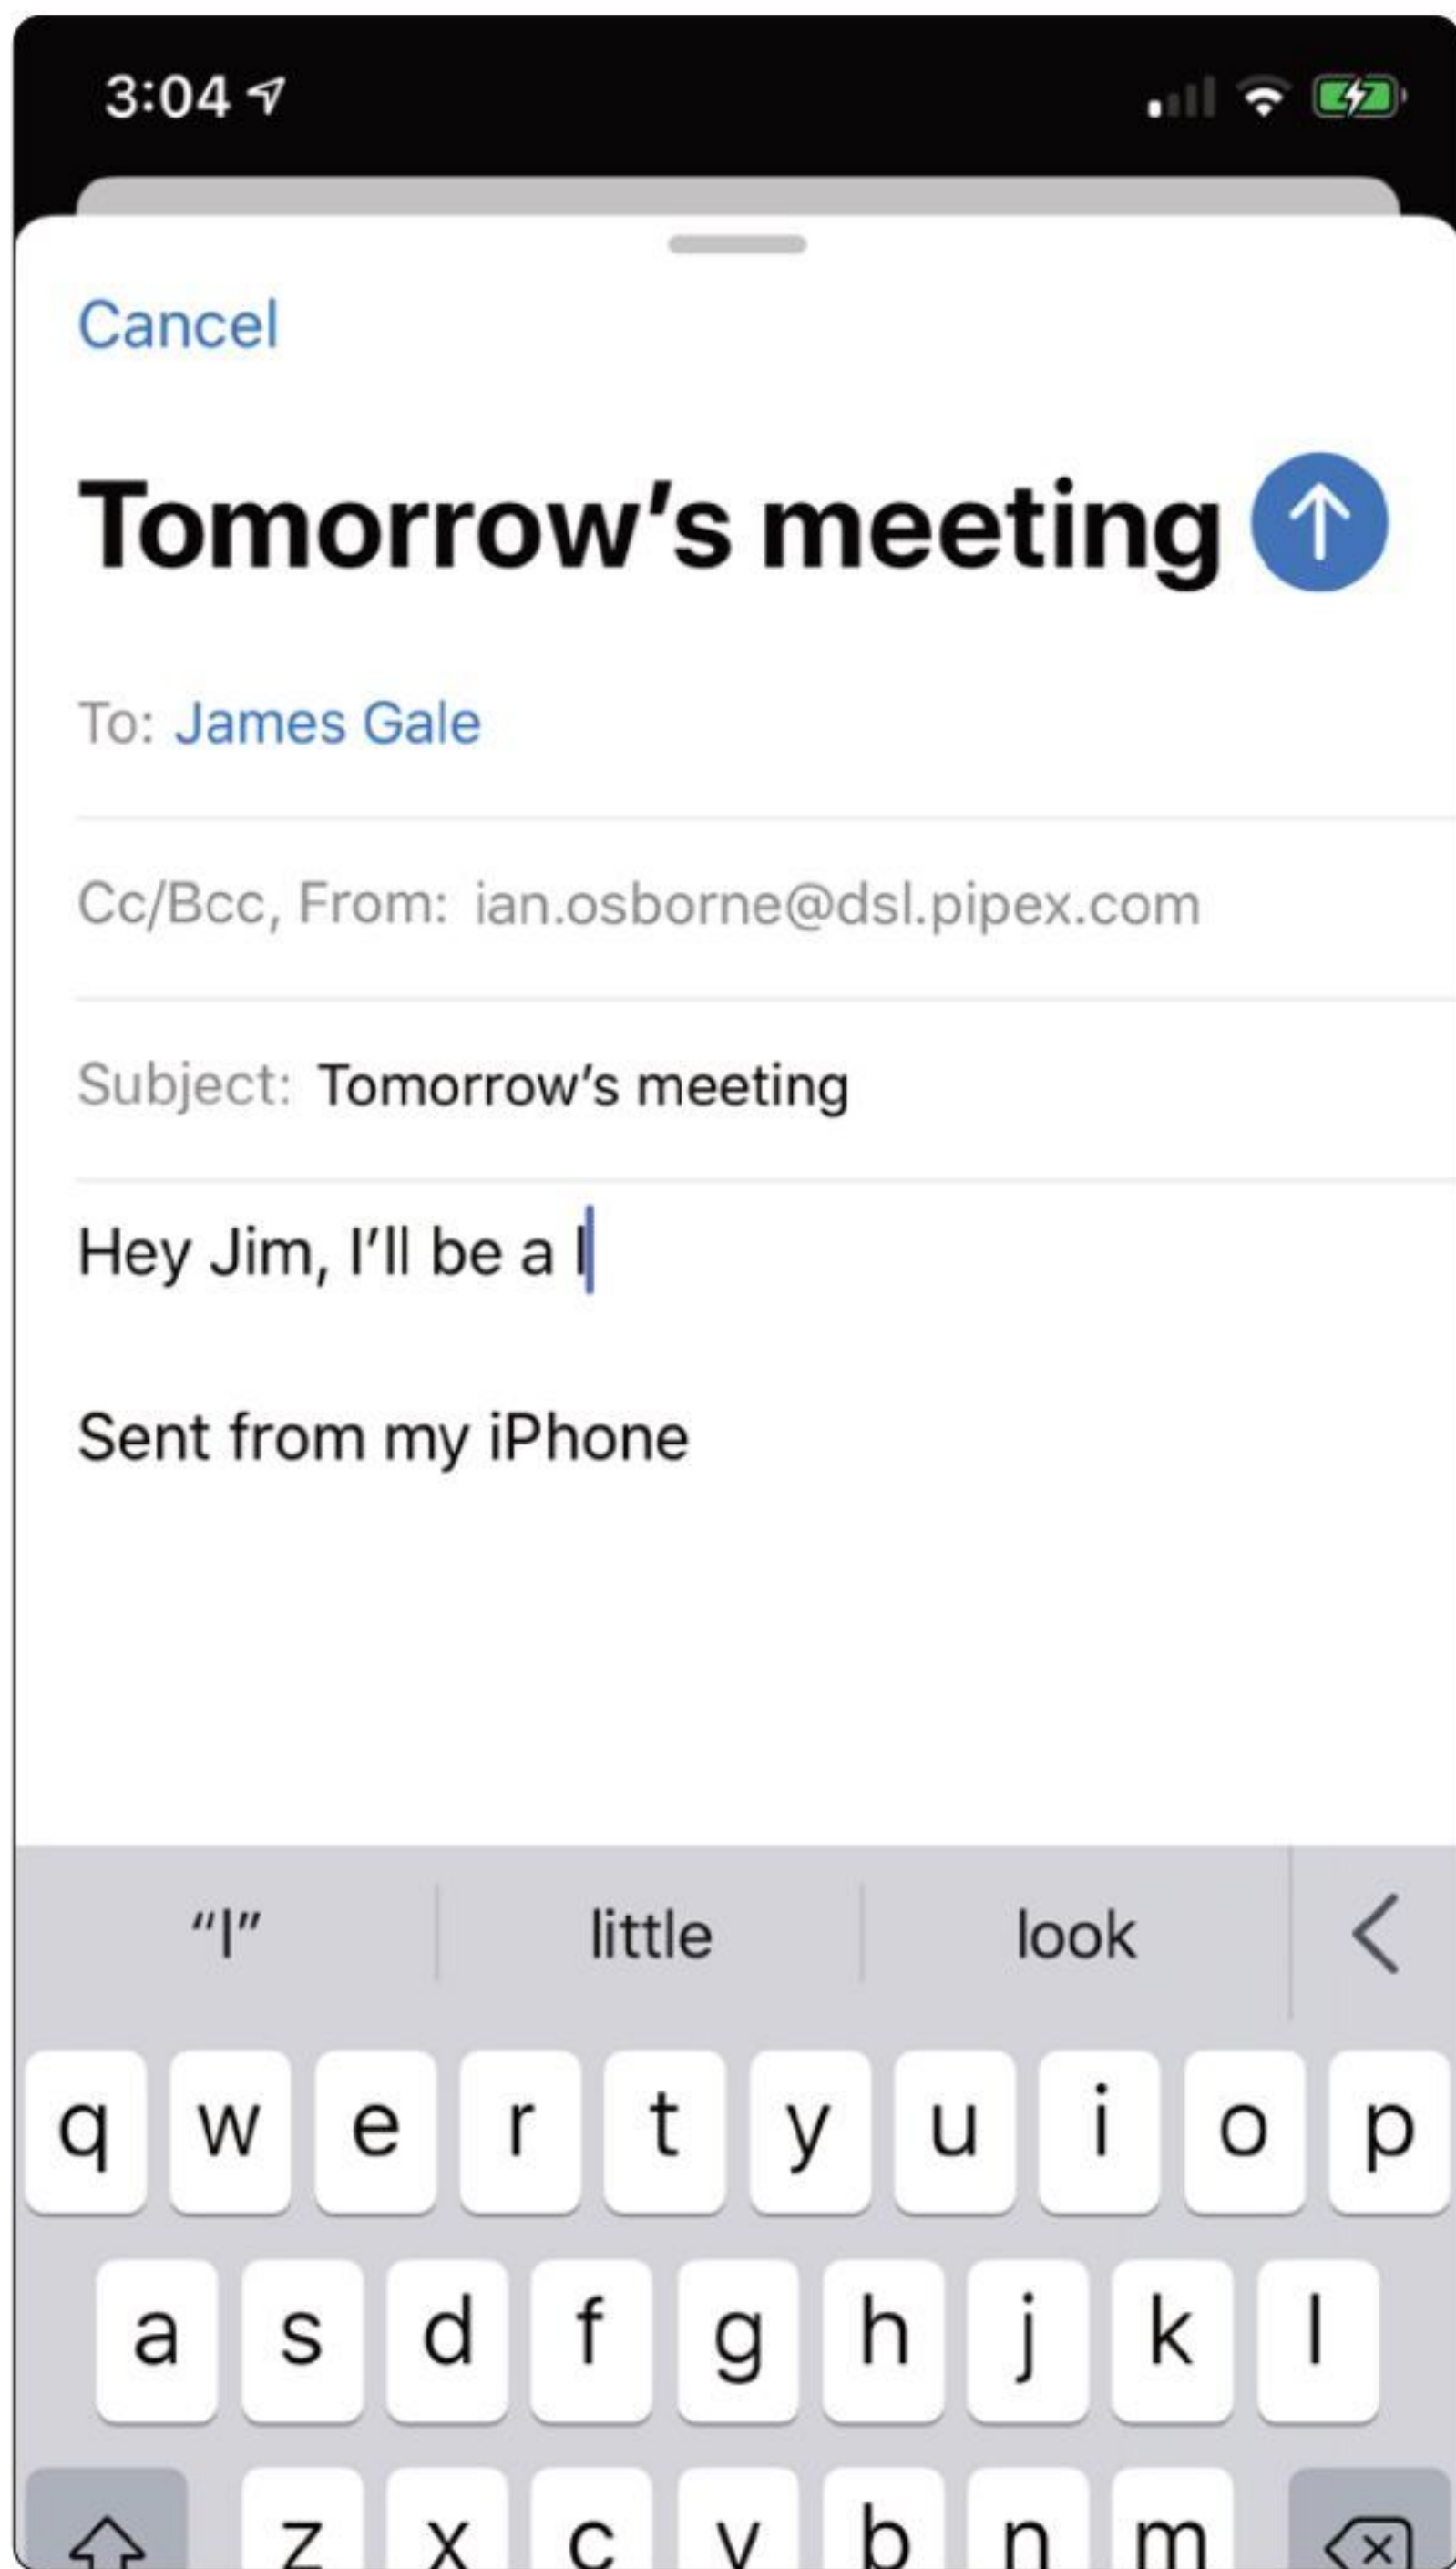 3:04
Cancel
Tomorrow’s meeting
To: James Gale
Cc/Bcc, From: ian.osborne@dsl.pipex.com
Subject: Tomorrow’s meeting
Hey Jim, I’ll be a l
Sent from my iPhone
“l” little look
q w e r t y u i o p
a s d f g h j k l
z x c v b n m